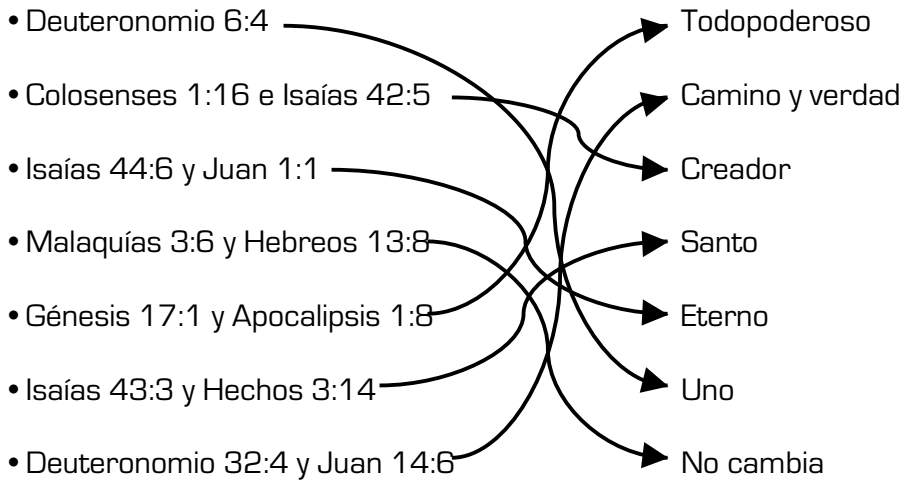 • Deuteronomio 6:4 Todopoderoso
• Colosenses 1:16 e Isaías 42:5 Camino y verdad
• Isaías 44:6 y Juan 1:1 Creador
• Malaquías 3:6 y Hebreos 13:8 Santo
• Génesis 17:1 y Apocalipsis 1:8 Eterno
• Isaías 43:3 y Hechos 3:14 Uno
• Deuteronomio 32:4 y Juan 14:6 No cambia